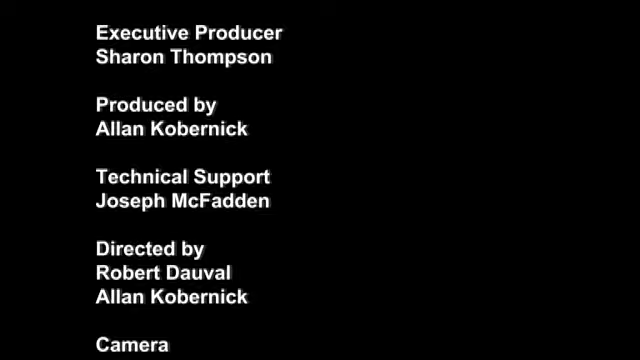 Executive Producer
Sharon Thompson
Produced by
Allan Kobernick
Technical Support
Joseph McFadden
Directed by
Robert Dauval
Allan Kobernick
Camera